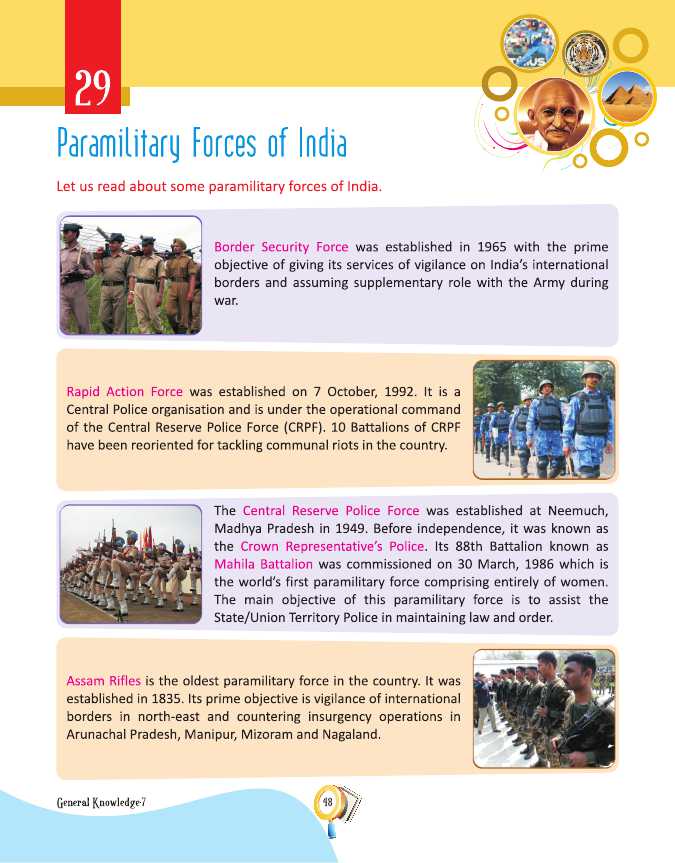 29
Paramilitary Forces of India
Let us read about some paramilitary forces of India.
Border Security Force was established in 1965 with the prime
objective of giving its services of vigilance on India's international
borders and assuming supplementary role with the Army during
war.
Rapid Action Force was established on 7 October, 1992. It is a
Central Police organisation and is under the operational command
of the Central Reserve Police Force (CRPF). 10 Battalions of CRPF
have been reoriented for tackling communal riots in the country.
The Central Reserve Police Force was established at Neemuch,
Madhya Pradesh in 1949. Before independence, it was known as
the Crown Representative's Police. Its 88th Battalion known as
Mahila Battalion was commissioned on 30 March, 1986 which is
the world's first paramilitary force comprising entirely of women.
The main objective of this paramilitary force is to assist the
State/Union Territory Police in maintaining law and order.
Assam Rifles is the oldest paramilitary force in the country. It was
established in 1835. Its prime objective is vigilance of international
borders in north-east and countering insurgency operations in
Arunachal Pradesh, Manipur, Mizoram and Nagaland.
General Knowledge-7
48